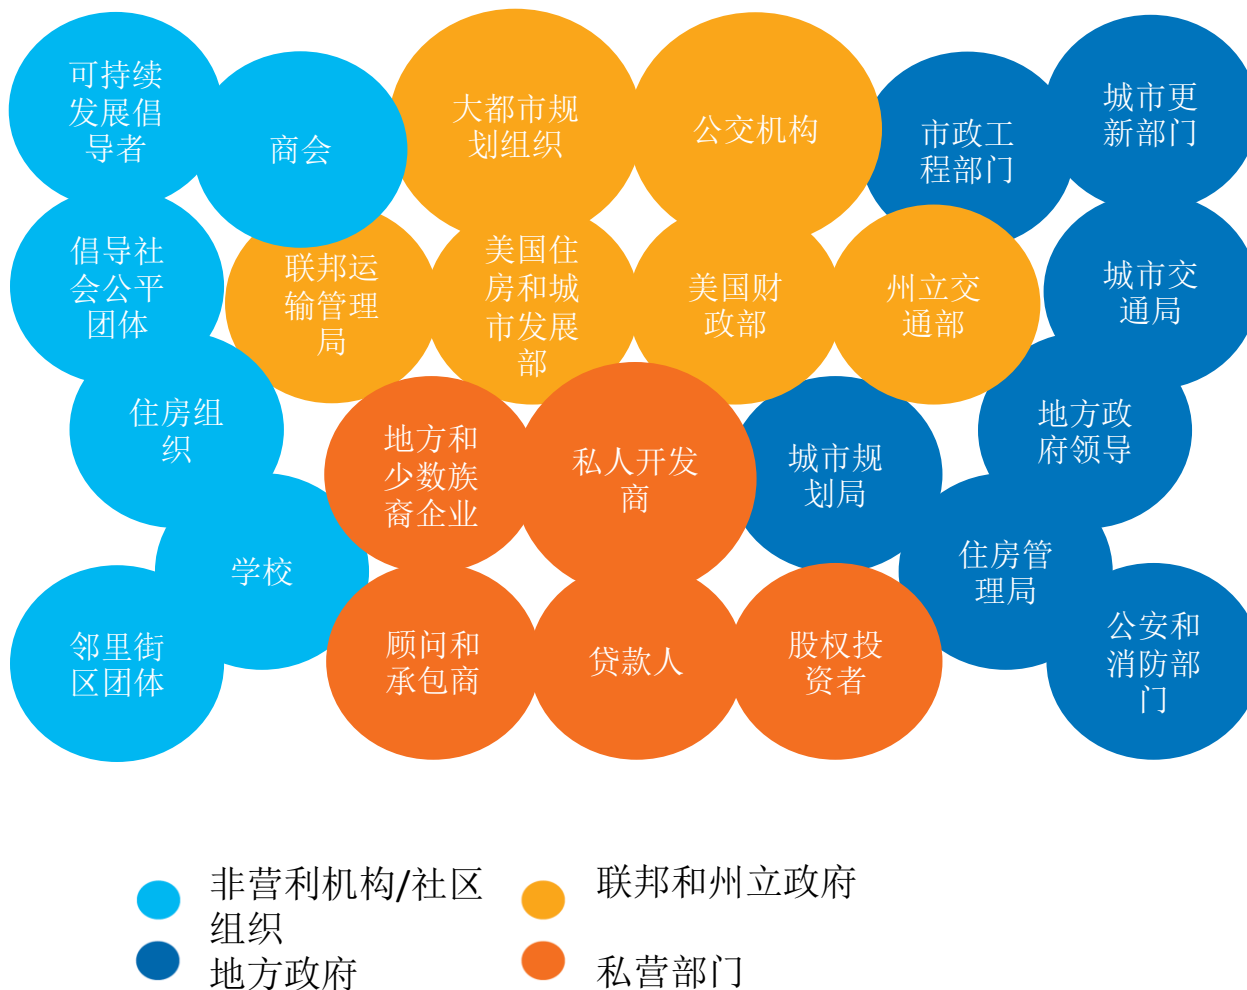 可持续
发展倡
导者
商会
大都市规
划组织
公交机构
市政工
程部门
城市更
新部门
倡导社
会公平
团体
联邦运
输管理
局
美国住
房和城
市发展
部
美国财
政部
州立交
通部
城市交
通局
住房组
织
地方和
少数族
裔企业
私人开发
商
城市规
划局
地方政
府领导
学校
住房管
理局
邻里街
区团体
顾问和
承包商
贷款人
股权投
资者
公安和
消防部
门
非营利机构/社区
组织
联邦和州立政府
地方政府
私营部门